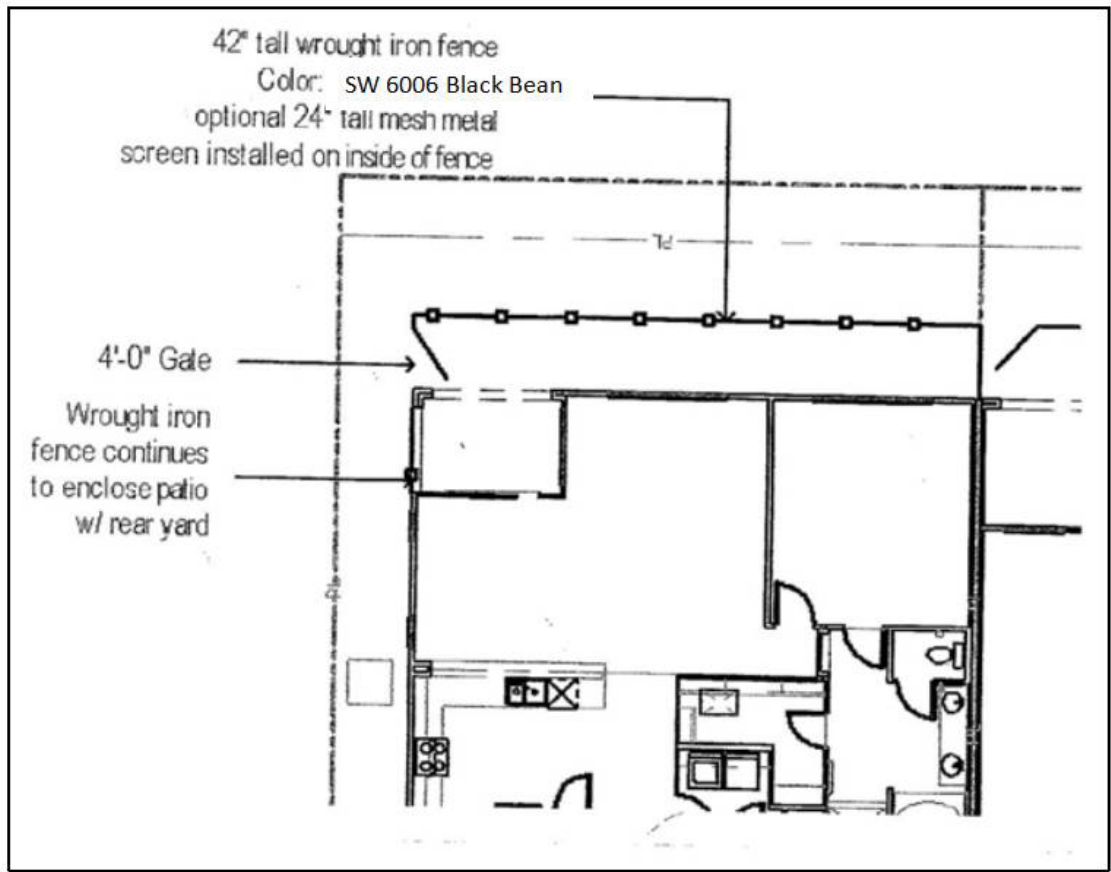 42" tall wrought iron fence
Color: SW 6006 Black Bean
optional 24" tall mesh metal
screen installed on inside of fence
PL
4'-0" Gate
Wrought iron
fence continues
to enclose patio
w/ rear yard